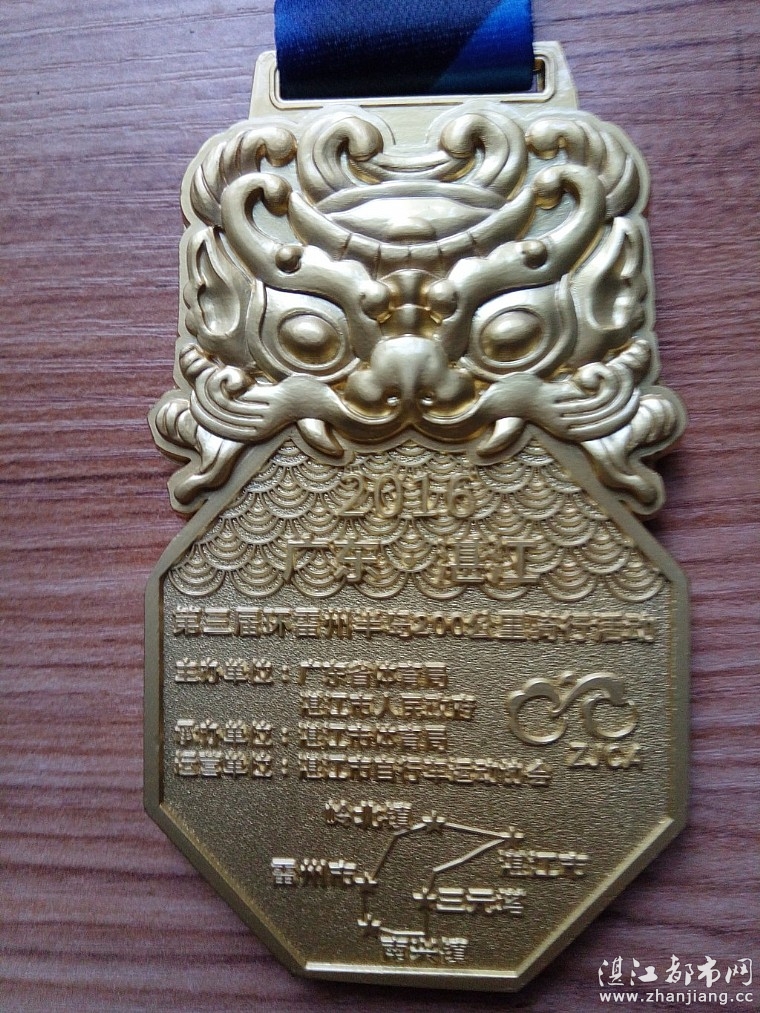 2016
广东·湛江
第三届环雷州半岛200公里骑行活动
主办单位：广东省体育局
湛江市人民政府
承办单位：湛江市体育局
运营单位：湛江市自行车运动协会
ZJCA
岭北镇
湛江市
雷州市
三元塔
南兴镇
湛江都市网
www.zhanjiang.cc